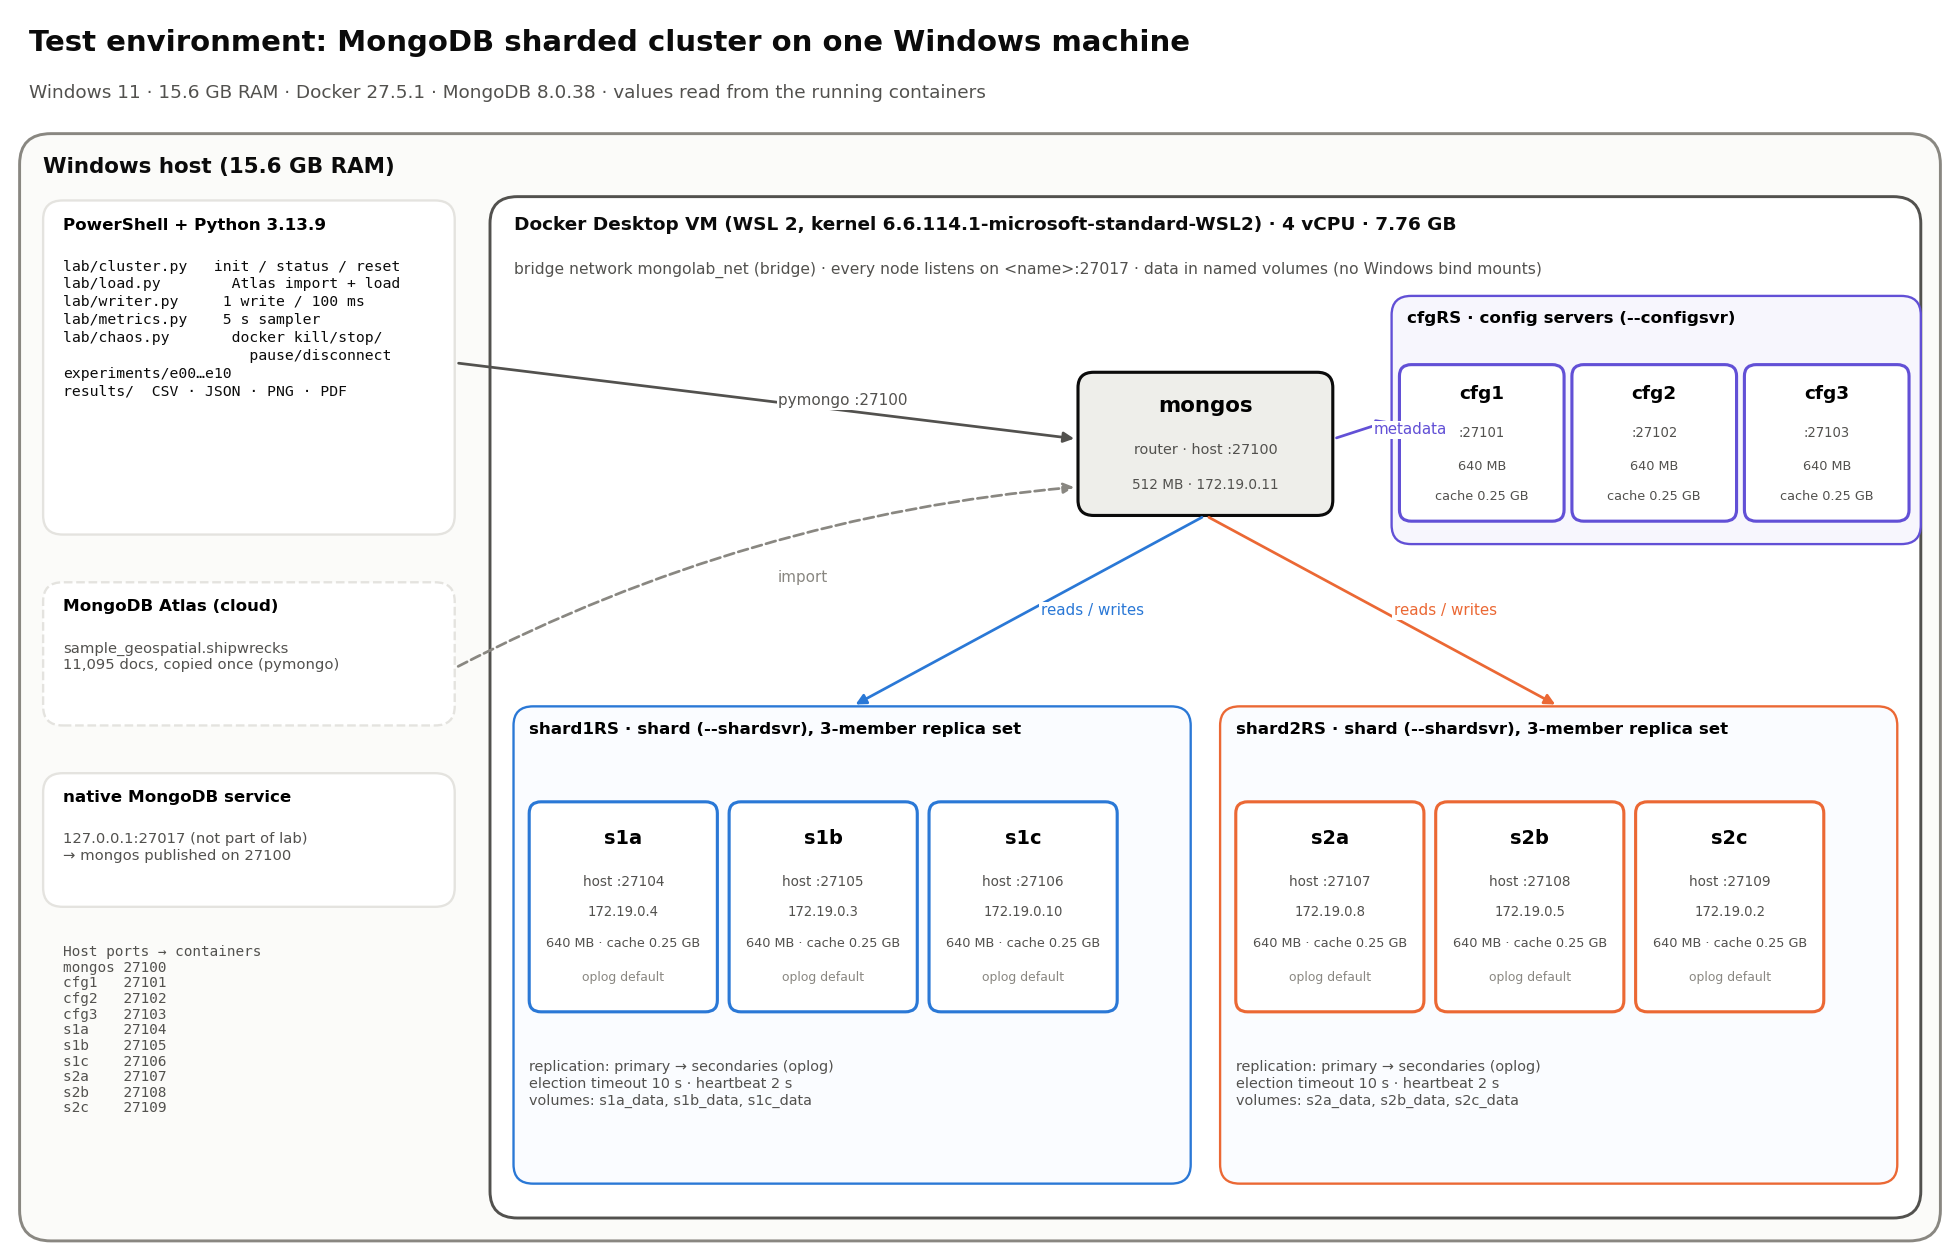 Test environment: MongoDB sharded cluster on one Windows machine
Windows 11 · 15.6 GB RAM · Docker 27.5.1 · MongoDB 8.0.38 · values read from the running containers
Windows host (15.6 GB RAM)
PowerShell + Python 3.13.9
lab/cluster.py   init / status / reset
lab/load.py        Atlas import + load
lab/writer.py     1 write / 100 ms
lab/metrics.py    5 s sampler
lab/chaos.py       docker kill/stop/
pause/disconnect
experiments/e00…e10
results/  CSV · JSON · PNG · PDF
MongoDB Atlas (cloud)
sample_geospatial.shipwrecks
11,095 docs, copied once (pymongo)
native MongoDB service
127.0.0.1:27017 (not part of lab)
→ mongos published on 27100
Host ports → containers
mongos 27100
cfg1   27101
cfg2   27102
cfg3   27103
s1a    27104
s1b    27105
s1c    27106
s2a    27107
s2b    27108
s2c    27109
Docker Desktop VM (WSL 2, kernel 6.6.114.1-microsoft-standard-WSL2) · 4 vCPU · 7.76 GB
bridge network mongolab_net (bridge) · every node listens on <name>:27017 · data in named volumes (no Windows bind mounts)
pymongo :27100
import
mongos
router · host :27100
512 MB · 172.19.0.11
metadata
cfgRS · config servers (--configsvr)
cfg1
:27101
640 MB
cache 0.25 GB
cfg2
:27102
640 MB
cache 0.25 GB
cfg3
:27103
640 MB
cache 0.25 GB
reads / writes
reads / writes
shard1RS · shard (--shardsvr), 3-member replica set
s1a
host :27104
172.19.0.4
640 MB · cache 0.25 GB
oplog default
s1b
host :27105
172.19.0.3
640 MB · cache 0.25 GB
oplog default
s1c
host :27106
172.19.0.10
640 MB · cache 0.25 GB
oplog default
replication: primary → secondaries (oplog)
election timeout 10 s · heartbeat 2 s
volumes: s1a_data, s1b_data, s1c_data
shard2RS · shard (--shardsvr), 3-member replica set
s2a
host :27107
172.19.0.8
640 MB · cache 0.25 GB
oplog default
s2b
host :27108
172.19.0.5
640 MB · cache 0.25 GB
oplog default
s2c
host :27109
172.19.0.2
640 MB · cache 0.25 GB
oplog default
replication: primary → secondaries (oplog)
election timeout 10 s · heartbeat 2 s
volumes: s2a_data, s2b_data, s2c_data